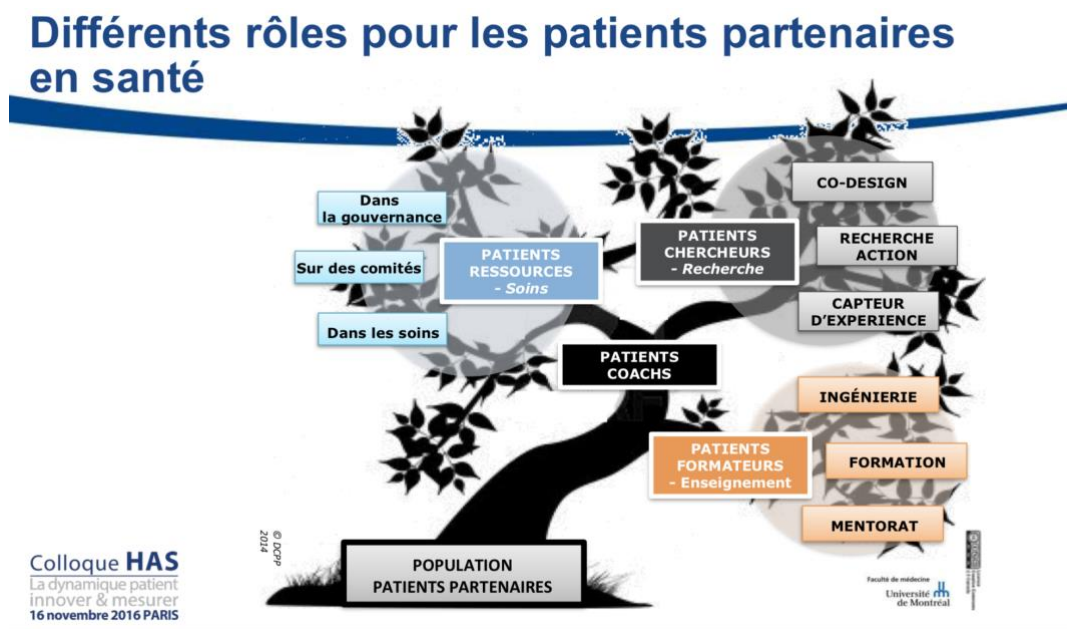 Différents rôles pour les patients partenaires
en santé
Dans
la gouvernance
Sur des comités
Dans les soins
PATIENTS
RESSOURCES
- Soins
PATIENTS
CHERCHEURS
- Recherche
CO-DESIGN
RECHERCHE
ACTION
CAPTEUR
D'EXPERIENCE
PATIENTS
COACHS
PATIENTS
FORMATEURS
- Enseignement
INGÉNIERIE
FORMATION
MENTORAT
POPULATION
PATIENTS PARTENAIRES
© DCPP
2014
Colloque HAS
La dynamique patient
innover & mesurer
16 novembre 2016 PARIS
Faculté de médecine
Université
de Montréal